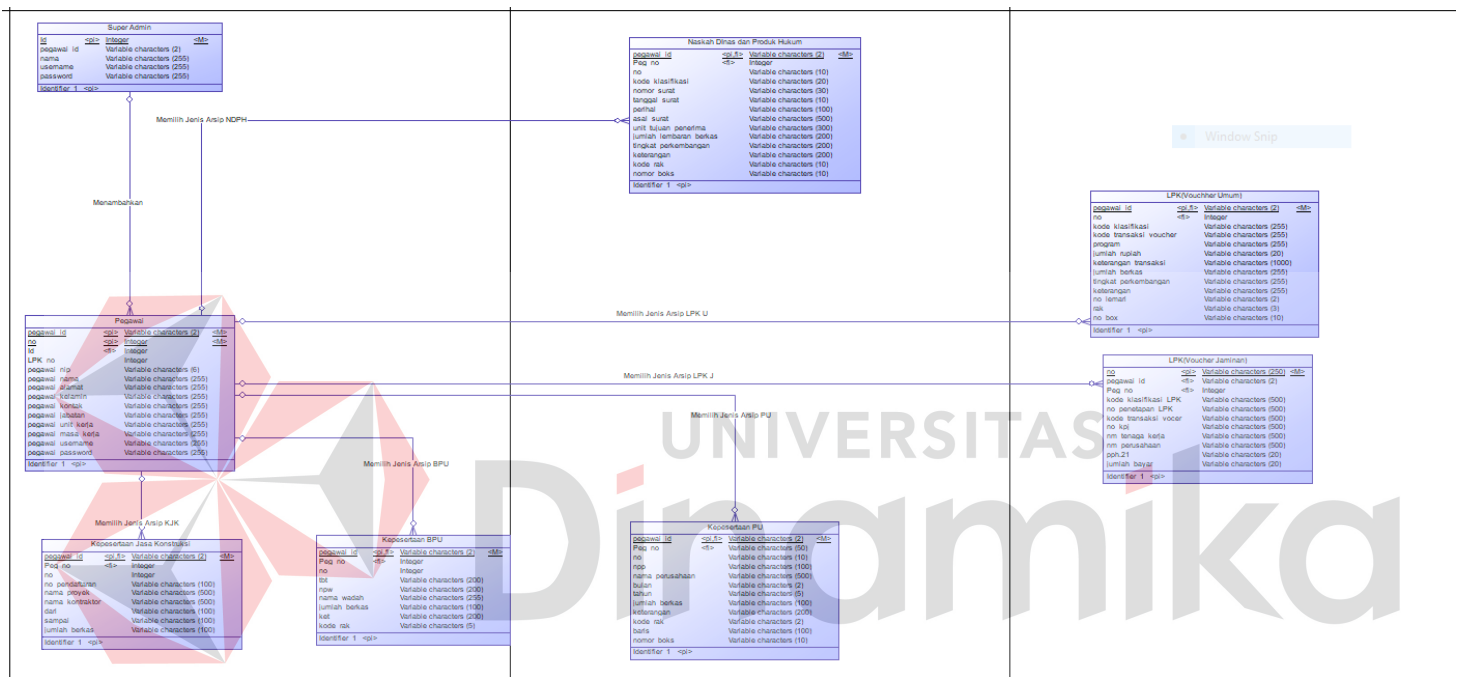 Super Admin
Id <pi> Integer <M>
pegawai_id Variable characters (2)
nama Variable characters (255)
username Variable characters (255)
password Variable characters (255)
Identifier_1 <pi>
Memilih Jenis Arsip NDPH
Menambahkan
Naskah Dinas dan Produk Hukum
pegawai_id <pi,fi> Variable characters (2) <M>
Peg_no <fi> Integer
no Variable characters (10)
kode_klasifikasi Variable characters (20)
nomor_surat Variable characters (30)
tanggal_surat Variable characters (10)
perihal Variable characters (100)
asal_surat Variable characters (500)
unit_tujuan_penerima Variable characters (300)
jumlah_lembaran_berkas Variable characters (200)
tingkat_perkembangan Variable characters (200)
keterangan Variable characters (200)
kode_rak Variable characters (10)
nomor_boks Variable characters (10)
Identifier_1 <pi>
Window Snip
LPK(Vouchher Umum)
pegawai_id <pi,fi> Variable characters (2) <M>
no <fi> Integer
kode_klasifikasi Variable characters (255)
kode_transaksi_voucher Variable characters (255)
program Variable characters (255)
jumlah_rupiah Variable characters (20)
keterangan_transaksi Variable characters (1000)
jumlah_berkas Variable characters (255)
tingkat_perkembangan Variable characters (255)
keterangan Variable characters (255)
no_lemari Variable characters (2)
rak Variable characters (3)
no_box Variable characters (10)
Identifier_1 <pi>
Pegawai
pegawai_id <pi> Variable characters (2) <M>
no <pi> Integer <M>
Id <fi> Integer
LPK_no Integer
pegawai_nip Variable characters (6)
pegawai_nama Variable characters (255)
pegawai_alamat Variable characters (255)
pegawai_kelamin Variable characters (255)
pegawai_kontak Variable characters (255)
pegawai_jabatan Variable characters (255)
pegawai_unit_kerja Variable characters (255)
pegawai_masa_kerja Variable characters (255)
pegawai_username Variable characters (255)
pegawai_password Variable characters (255)
Identifier_1 <pi>
Memilih Jenis Arsip LPK U
Memilih Jenis Arsip LPK J
Memilih Jenis Arsip PU
Memilih Jenis Arsip BPU
Memilih Jenis Arsip KJK
LPK(Voucher Jaminan)
no <pi> Variable characters (250) <M>
pegawai_id <fi> Variable characters (2)
Peg_no <fi> Integer
kode_klasifikasi_LPK Variable characters (500)
no_penetapan_LPK Variable characters (500)
kode_transaksi_vocer Variable characters (500)
no_kpj Variable characters (500)
nm_tenaga_kerja Variable characters (500)
nm_perusahaan Variable characters (500)
pph.21 Variable characters (20)
jumlah_bayar Variable characters (20)
Identifier_1 <pi>
UNIVERSITAS
Dinamika
Kepesertaan Jasa Konstruksi
pegawai_id <pi,fi> Variable characters (2) <M>
Peg_no <fi> Integer
no Integer
no_pendaftaran Variable characters (100)
nama_proyek Variable characters (500)
nama_kontraktor Variable characters (500)
dari Variable characters (100)
sampai Variable characters (100)
jumlah_berkas Variable characters (100)
Identifier_1 <pi>
Kepesertaan BPU
pegawai_id <pi,fi> Variable characters (2) <M>
Peg_no <fi> Integer
no Integer
tbt Variable characters (200)
npw Variable characters (200)
nama_wadah Variable characters (255)
jumlah_berkas Variable characters (100)
ket Variable characters (200)
kode_rak Variable characters (5)
Identifier_1 <pi>
Kepesertaan PU
pegawai_id <pi,fi> Variable characters (2) <M>
Peg_no <fi> Variable characters (50)
no Variable characters (10)
npp Variable characters (100)
nama_perusahaan Variable characters (500)
bulan Variable characters (2)
tahun Variable characters (5)
jumlah_berkas Variable characters (100)
keterangan Variable characters (200)
kode_rak Variable characters (2)
baris Variable characters (100)
nomor_boks Variable characters (10)
Identifier_1 <pi>